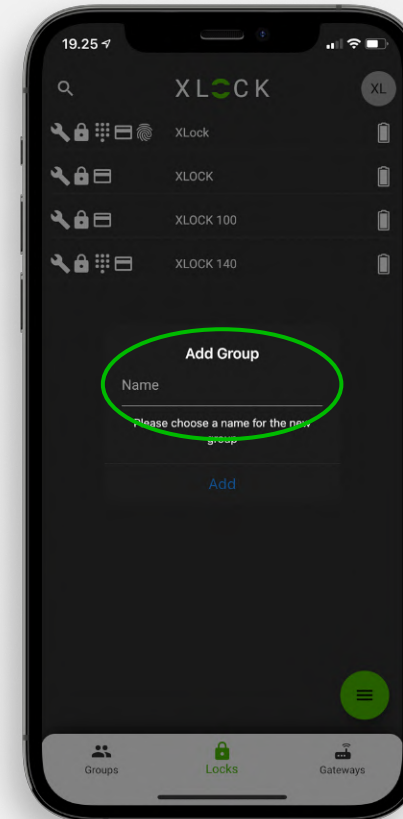 19.25
XLOCK
XL
XLock
XLOCK
XLOCK 100
XLOCK 140
Add Group
Name
Please choose a name for the new
group
Add
Groups
Locks
Gateways